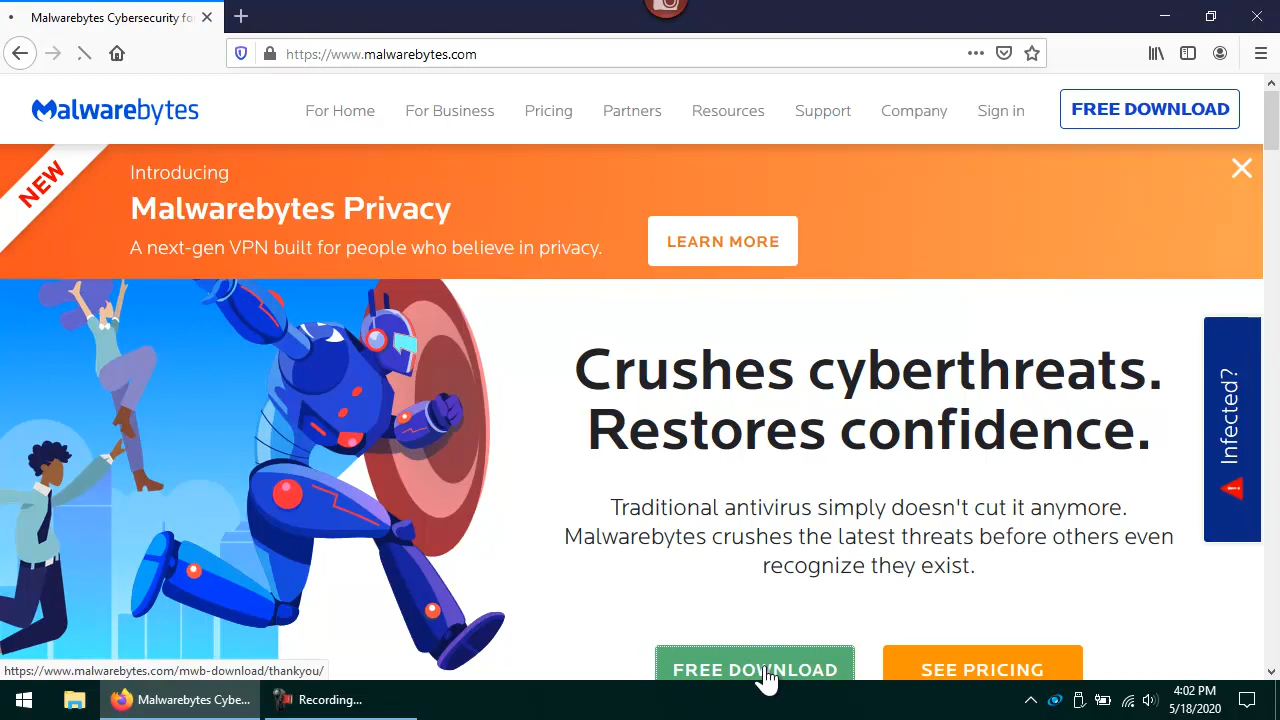 Malwarebytes Cybersecurity fo
https://www.malwarebytes.com
Malwarebytes
For Home
For Business
Pricing
Partners
Resources
Support
Company
Sign in
FREE DOWNLOAD
NEW
Introducing
Malwarebytes Privacy
A next-gen VPN built for people who believe in privacy.
LEARN MORE
Crushes cyberthreats.
Restores confidence.
Traditional antivirus simply doesn't cut it anymore.
Malwarebytes crushes the latest threats before others even
recognize they exist.
Infected?
FREE DOWNLOAD
SEE PRICING
https://www.malwarebytes.com/mwb-download/thankyou/
Malwarebytes Cybe...
Recording...
4:02 PM
5/18/2020